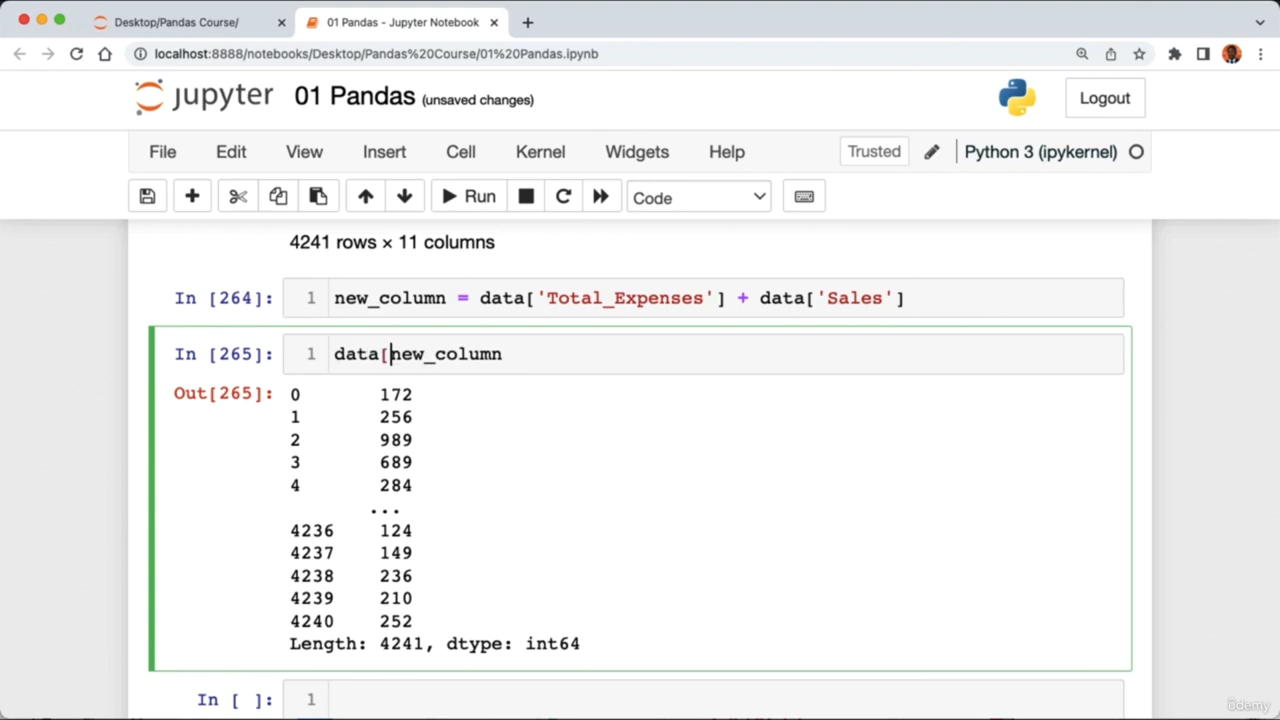 Desktop/Pandas Course/
01 Pandas - Jupyter Notebook
localhost:8888/notebooks/Desktop/Pandas%20Course/01%20Pandas.ipynb
jupyter 01 Pandas (unsaved changes)
Logout
File Edit View Insert Cell Kernel Widgets Help Trusted Python 3 (ipykernel)
Run Code
4241 rows × 11 columns
In [264]: 1 new_column = data['Total_Expenses'] + data['Sales']
In [265]: 1 data[new_column
Out[265]: 0 172
1 256
2 989
3 689
4 284
...
4236 124
4237 149
4238 236
4239 210
4240 252
Length: 4241, dtype: int64
In [ ]: 1
ûdemy